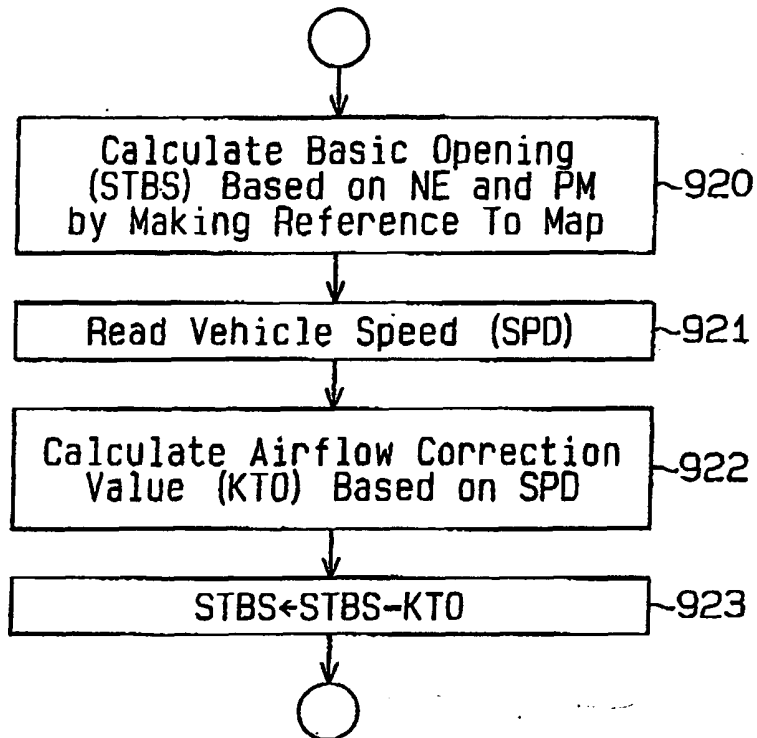 Calculate Basic Opening
(STBS) Based on NE and PM
by Making Reference To Map
920
Read Vehicle Speed (SPD)
921
Calculate Airflow Correction
Value (KTO) Based on SPD
922
STBS←STBS-KTO
923